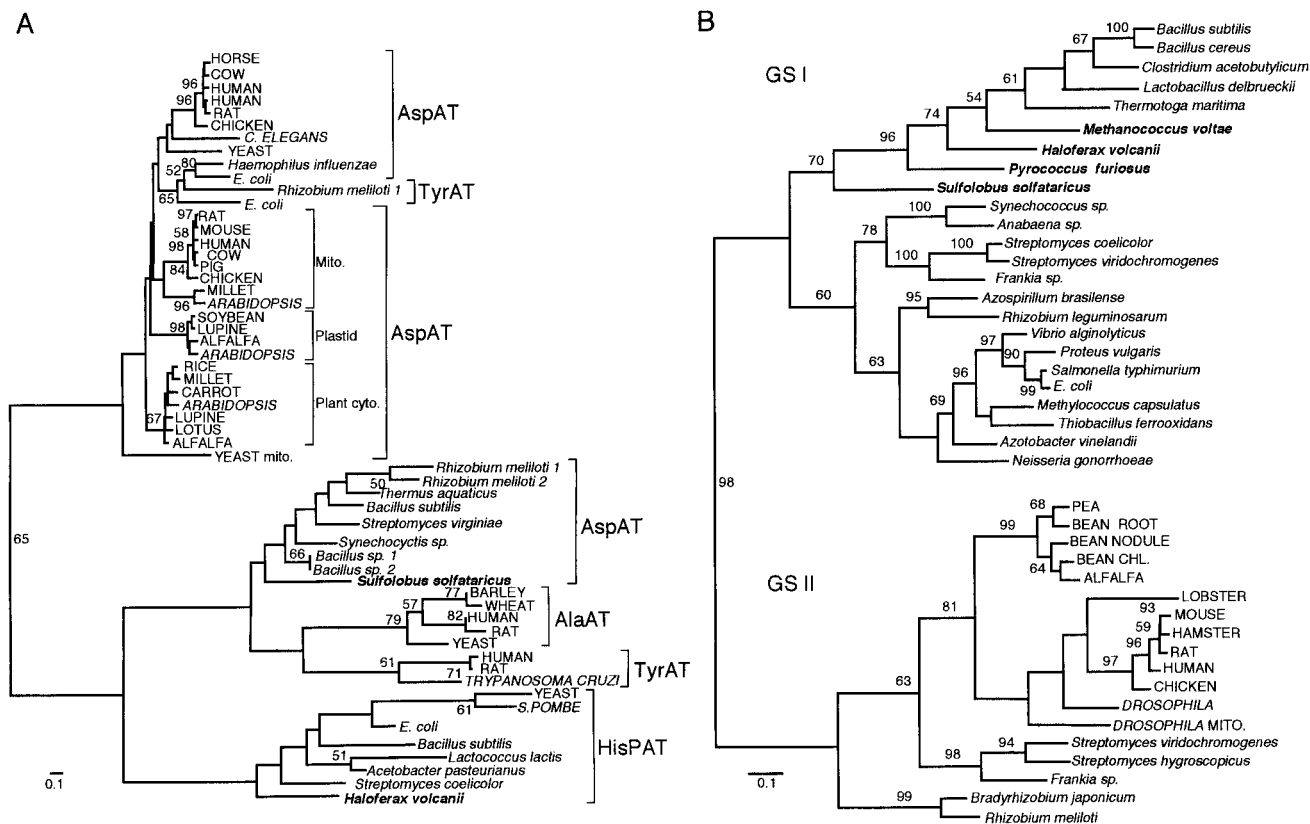 A
HORSE
COW
96
HUMAN
96
HUMAN
RAT
CHICKEN
AspAT
C. ELEGANS
YEAST
80
Haemophilus influenzae
52
E. coli
Rhizobium meliloti 1
TyrAT
65
E. coli
97
RAT
MOUSE
58
HUMAN
98
COW
PIG
Mito.
84
CHICKEN
MILLET
96
ARABIDOPSIS
SOYBEAN
98
LUPINE
Plastid
AspAT
ALFALFA
ARABIDOPSIS
RICE
MILLET
CARROT
ARABIDOPSIS
Plant cyto.
67
LUPINE
LOTUS
ALFALFA
YEAST mito.
65
Rhizobium meliloti 1
Rhizobium meliloti 2
50
Thermus aquaticus
Bacillus subtilis
Streptomyces virginiae
AspAT
Synechocyctis sp.
66
Bacillus sp. 1
Bacillus sp. 2
Sulfolobus solfataricus
77
BARLEY
57
WHEAT
82
HUMAN
AlaAT
79
RAT
YEAST
61
HUMAN
71
RAT
TyrAT
TRYPANOSOMA CRUZI
YEAST
61
S.POMBE
E. coli
Bacillus subtilis
HisPAT
51
Lactococcus lactis
Acetobacter pasteurianus
Streptomyces coelicolor
Haloferax volcanii
0.1
B
GS I
100
Bacillus subtilis
67
Bacillus cereus
Clostridium acetobutylicum
61
Lactobacillus delbrueckii
54
Thermotoga maritima
74
Methanococcus voltae
96
Haloferax volcanii
70
Pyrococcus furiosus
Sulfolobus solfataricus
100
Synechococcus sp.
Anabaena sp.
78
100
Streptomyces coelicolor
100
Streptomyces viridochromogenes
Frankia sp.
60
95
Azospirillum brasilense
Rhizobium leguminosarum
63
97
Vibrio alginolyticus
90
Proteus vulgaris
96
Salmonella typhimurium
99
E. coli
69
Methylococcus capsulatus
Thiobacillus ferrooxidans
Azotobacter vinelandii
Neisseria gonorrhoeae
98
GS II
68
PEA
99
BEAN ROOT
BEAN NODULE
BEAN CHL.
64
ALFALFA
81
LOBSTER
93
MOUSE
59
HAMSTER
96
RAT
97
HUMAN
CHICKEN
63
DROSOPHILA
DROSOPHILA MITO.
94
Streptomyces viridochromogenes
98
Streptomyces hygroscopicus
Frankia sp.
99
Bradyrhizobium japonicum
Rhizobium meliloti
0.1